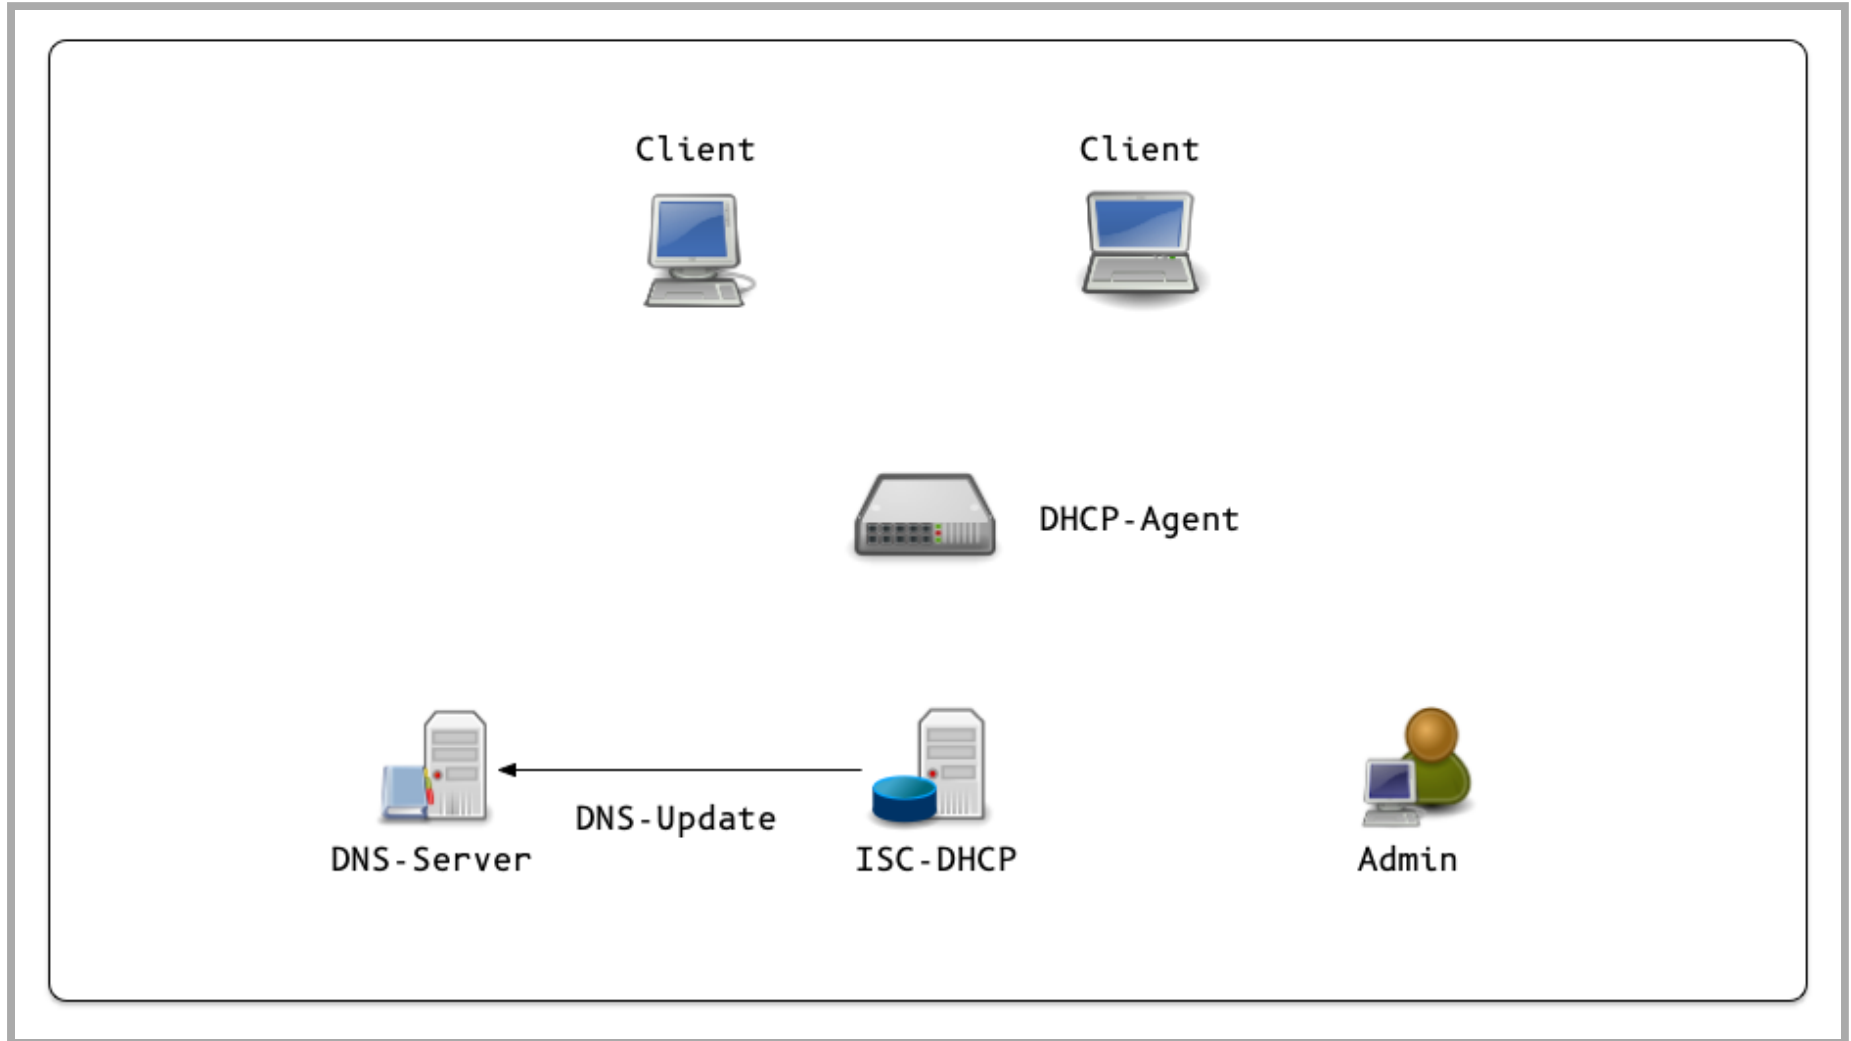 Client
Client
DHCP-Agent
DNS-Update
DNS-Server
ISC-DHCP
Admin